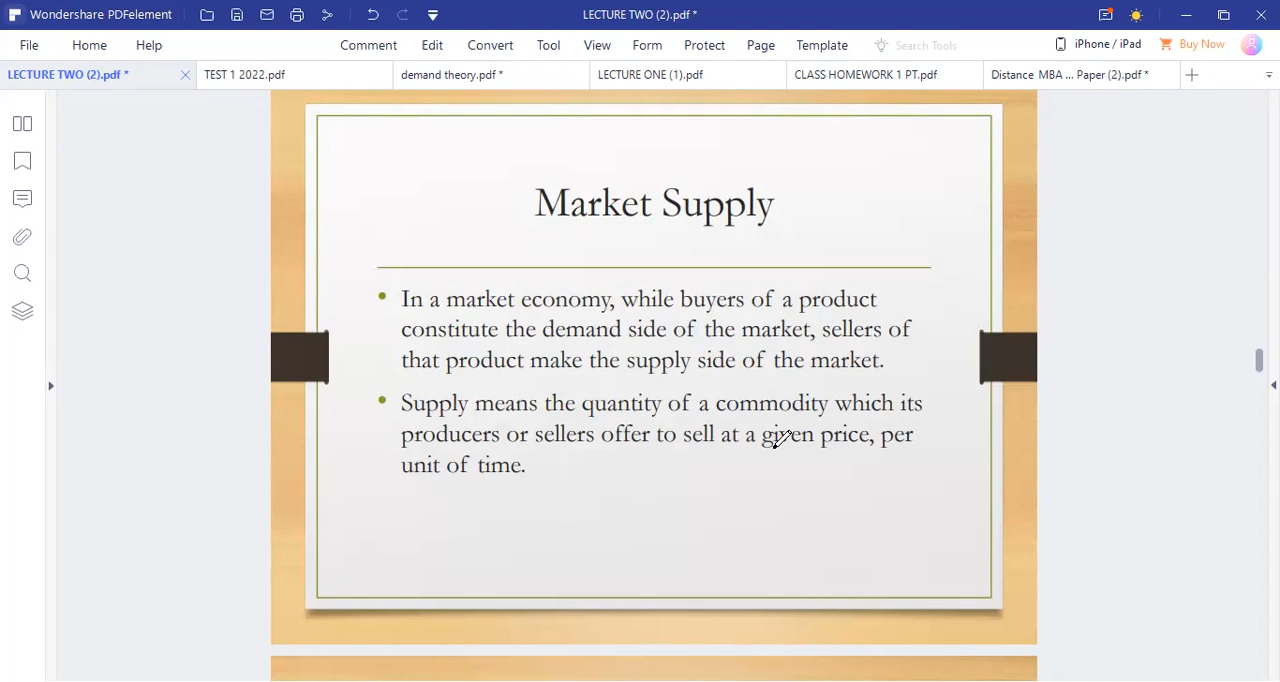 Wondershare PDFelement
LECTURE TWO (2).pdf *
File Home Help Comment Edit Convert Tool View Form Protect Page Template Search Tools iPhone / iPad Buy Now
LECTURE TWO (2).pdf * TEST 1 2022.pdf demand theory.pdf * LECTURE ONE (1).pdf CLASS HOMEWORK 1 PT.pdf Distance MBA ... Paper (2).pdf *
Market Supply
• In a market economy, while buyers of a product
constitute the demand side of the market, sellers of
that product make the supply side of the market.
• Supply means the quantity of a commodity which its
producers or sellers offer to sell at a given price, per
unit of time.